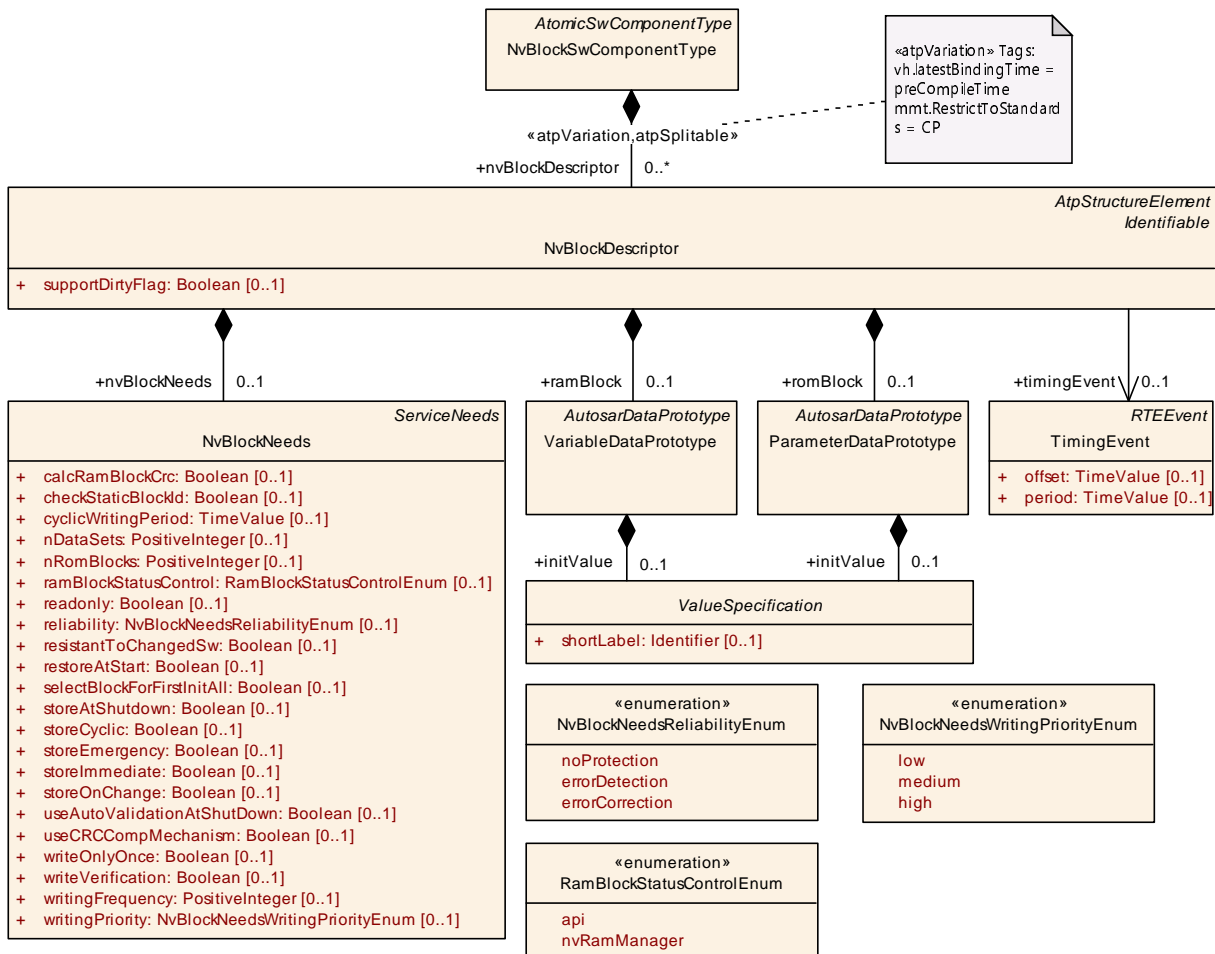 AtomicSwComponentType
NvBlockSwComponentType
«atpVariation» Tags:
vh.latestBindingTime =
preCompileTime
mmt.RestrictToStandard
s = CP
«atpVariation,atpSplitable»
+nvBlockDescriptor 0..*
AtpStructureElement
Identifiable
NvBlockDescriptor
+ supportDirtyFlag: Boolean [0..1]
+nvBlockNeeds 0..1
+ramBlock 0..1
+romBlock 0..1
+timingEvent 0..1
ServiceNeeds
NvBlockNeeds
+ calcRamBlockCrc: Boolean [0..1]
+ checkStaticBlockId: Boolean [0..1]
+ cyclicWritingPeriod: TimeValue [0..1]
+ nDataSets: PositiveInteger [0..1]
+ nRomBlocks: PositiveInteger [0..1]
+ ramBlockStatusControl: RamBlockStatusControlEnum [0..1]
+ readonly: Boolean [0..1]
+ reliability: NvBlockNeedsReliabilityEnum [0..1]
+ resistantToChangedSw: Boolean [0..1]
+ restoreAtStart: Boolean [0..1]
+ selectBlockForFirstInitAll: Boolean [0..1]
+ storeAtShutdown: Boolean [0..1]
+ storeCyclic: Boolean [0..1]
+ storeEmergency: Boolean [0..1]
+ storeImmediate: Boolean [0..1]
+ storeOnChange: Boolean [0..1]
+ useAutoValidationAtShutDown: Boolean [0..1]
+ useCRCCompMechanism: Boolean [0..1]
+ writeOnlyOnce: Boolean [0..1]
+ writeVerification: Boolean [0..1]
+ writingFrequency: PositiveInteger [0..1]
+ writingPriority: NvBlockNeedsWritingPriorityEnum [0..1]
AutosarDataPrototype
VariableDataPrototype
AutosarDataPrototype
ParameterDataPrototype
RTEEvent
TimingEvent
+ offset: TimeValue [0..1]
+ period: TimeValue [0..1]
+initValue 0..1
+initValue 0..1
ValueSpecification
+ shortLabel: Identifier [0..1]
«enumeration»
NvBlockNeedsReliabilityEnum
noProtection
errorDetection
errorCorrection
«enumeration»
NvBlockNeedsWritingPriorityEnum
low
medium
high
«enumeration»
RamBlockStatusControlEnum
api
nvRamManager